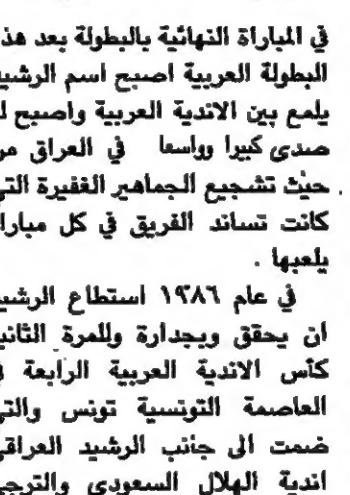 في المباراة النهائية بالبطولة بعد هذ
البطولة العربية اصبح اسم الرشي
يلمع بين الاندية العربية واصبح ل
صدى كبيرا وواسعا في العراق مر
حيث تشجيع الجماهير الغفيرة التي
كانت تساند الفريق في كل مبارا
يلعبها .
في عام ١٩٨٦ استطاع الرشي
ان يحقق وبجدارة وللمرة الثاني
كأس الاندية العربية الرابعة ف
العاصمة التونسية تونس والتي
ضمت الى جانب الرشيد العراقي
اندية الهلال السعودي والترجي